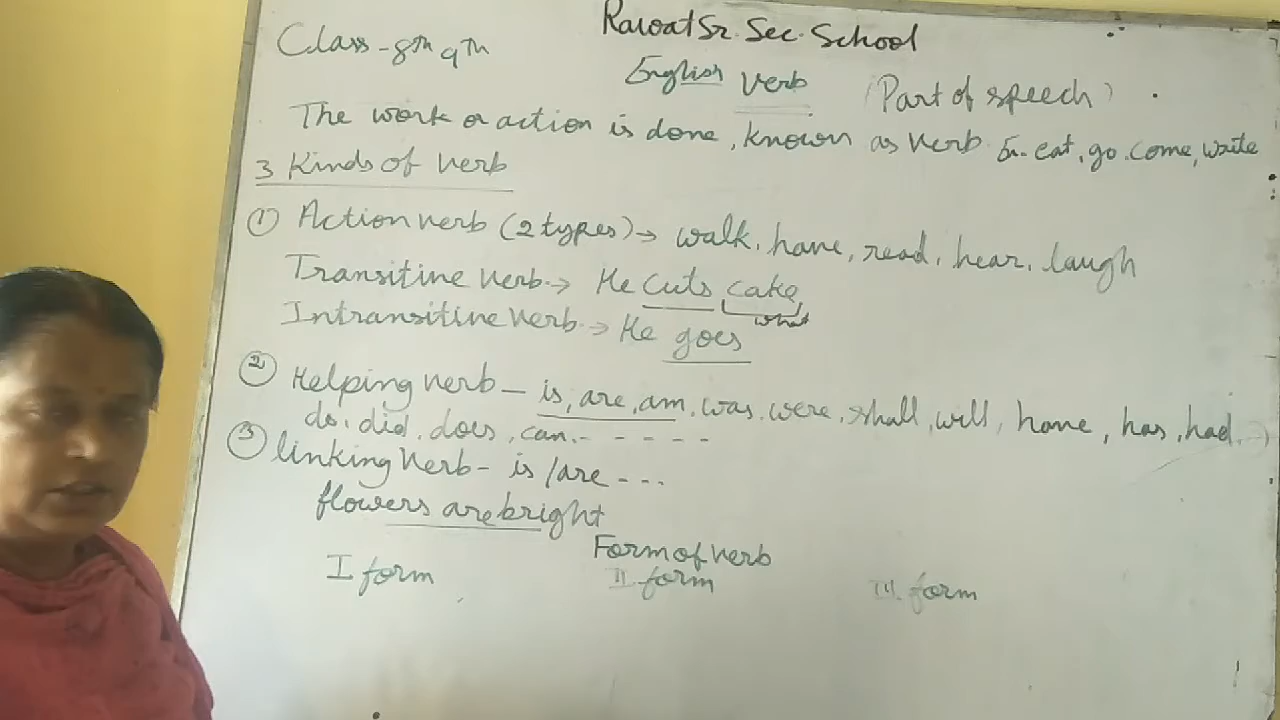 Rawat Sr. Sec. School
Class - 8th 9th
English Verb (Part of speech)
The work or action is done, known as verb Ex. eat, go. come, write
3 Kinds of verb
① Action verb (2 types) → walk, have, read, hear, laugh
Transitive verb → He cuts cake,
what
Intransitive verb → He goes
② Helping verb - is, are, am, was, were, shall, will, have, has, had,
do, did, does, can. - - - - -
③ linking verb - is / are - - -
flowers are bright
Form of verb
I form II form III form